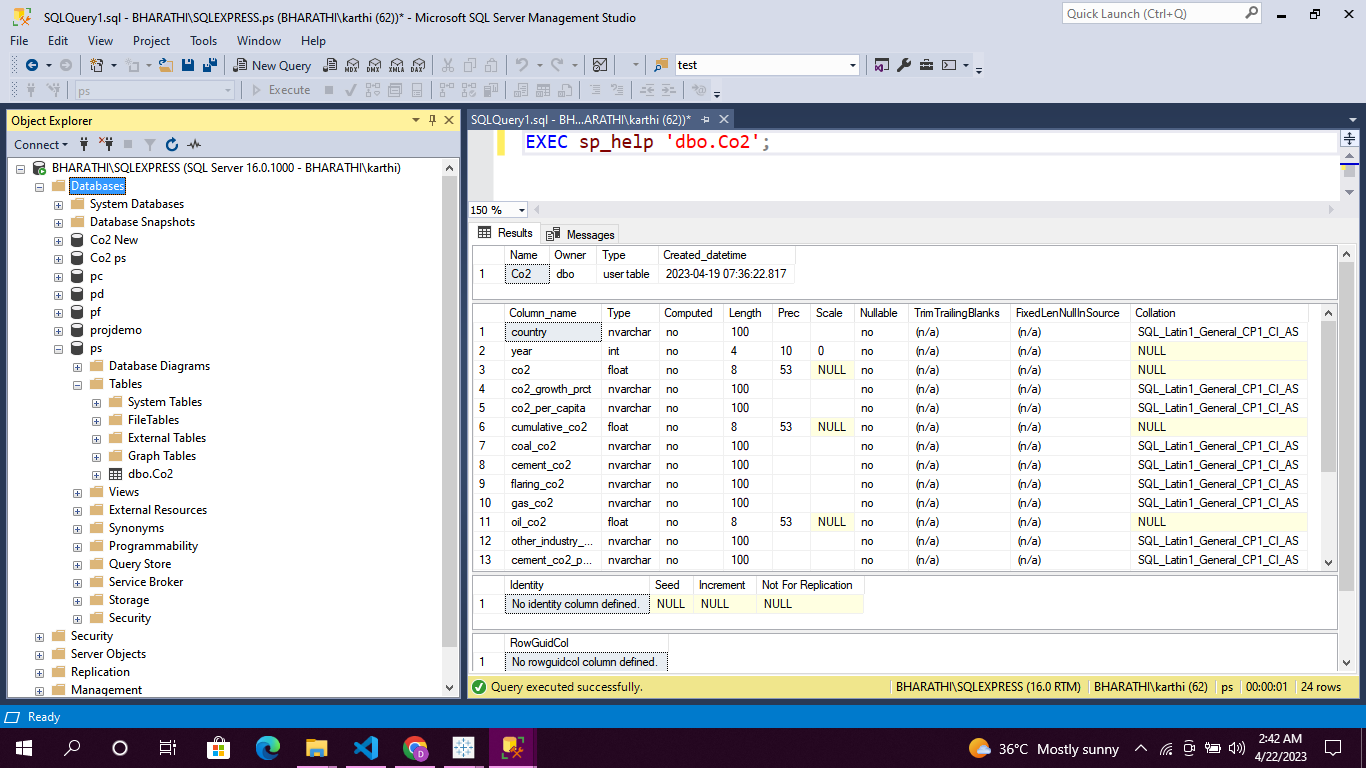 SQLQuery1.sql - BHARATHI\SQLEXPRESS.ps (BHARATHI\karthi (62))* - Microsoft SQL Server Management Studio
Quick Launch (Ctrl+Q)
File Edit View Project Tools Window Help
New Query MDX DMX XMLA DAX test
ps Execute
Object Explorer
Connect
BHARATHI\SQLEXPRESS (SQL Server 16.0.1000 - BHARATHI\karthi)
Databases
System Databases
Database Snapshots
Co2 New
Co2 ps
pc
pd
pf
projdemo
ps
Database Diagrams
Tables
System Tables
FileTables
External Tables
Graph Tables
dbo.Co2
Views
External Resources
Synonyms
Programmability
Query Store
Service Broker
Storage
Security
Security
Server Objects
Replication
Management
SQLQuery1.sql - BH...ARATHI\karthi (62))*
EXEC sp_help 'dbo.Co2';
150 %
Results Messages
Name Owner Type Created_datetime
1 Co2 dbo user table 2023-04-19 07:36:22.817
Column_name Type Computed Length Prec Scale Nullable TrimTrailingBlanks FixedLenNullInSource Collation
1 country nvarchar no 100 no (n/a) (n/a) SQL_Latin1_General_CP1_CI_AS
2 year int no 4 10 0 no (n/a) (n/a) NULL
3 co2 float no 8 53 NULL no (n/a) (n/a) NULL
4 co2_growth_prct nvarchar no 100 no (n/a) (n/a) SQL_Latin1_General_CP1_CI_AS
5 co2_per_capita nvarchar no 100 no (n/a) (n/a) SQL_Latin1_General_CP1_CI_AS
6 cumulative_co2 float no 8 53 NULL no (n/a) (n/a) NULL
7 coal_co2 nvarchar no 100 no (n/a) (n/a) SQL_Latin1_General_CP1_CI_AS
8 cement_co2 nvarchar no 100 no (n/a) (n/a) SQL_Latin1_General_CP1_CI_AS
9 flaring_co2 nvarchar no 100 no (n/a) (n/a) SQL_Latin1_General_CP1_CI_AS
10 gas_co2 nvarchar no 100 no (n/a) (n/a) SQL_Latin1_General_CP1_CI_AS
11 oil_co2 float no 8 53 NULL no (n/a) (n/a) NULL
12 other_industry_... nvarchar no 100 no (n/a) (n/a) SQL_Latin1_General_CP1_CI_AS
13 cement_co2_p... nvarchar no 100 no (n/a) (n/a) SQL_Latin1_General_CP1_CI_AS
Identity Seed Increment Not For Replication
1 No identity column defined. NULL NULL NULL
RowGuidCol
1 No rowguidcol column defined.
Query executed successfully. BHARATHI\SQLEXPRESS (16.0 RTM) BHARATHI\karthi (62) ps 00:00:01 24 rows
Ready
36°C Mostly sunny
2:42 AM
4/22/2023